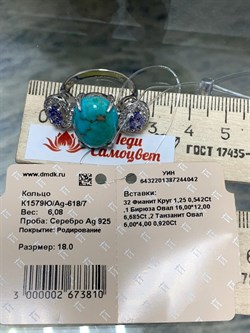 Леди
Самоцвет
ГОСТ 17435-
www.dmdk.ru
Кольцо
К1579Ю/Ag-618/7
Вес: 6,08
Проба: Серебро Ag 925
Покрытие: Родирование
Размер: 18.0
3 000002 673810
УИН
6432201387244042
Вставки:
32 Фианит Круг 1,25 0,542Ct
,1 Бирюза Овал 16,00*12,00
6,685Ct ,2 Танзанит Овал
6,00*4,00 0,920Ct